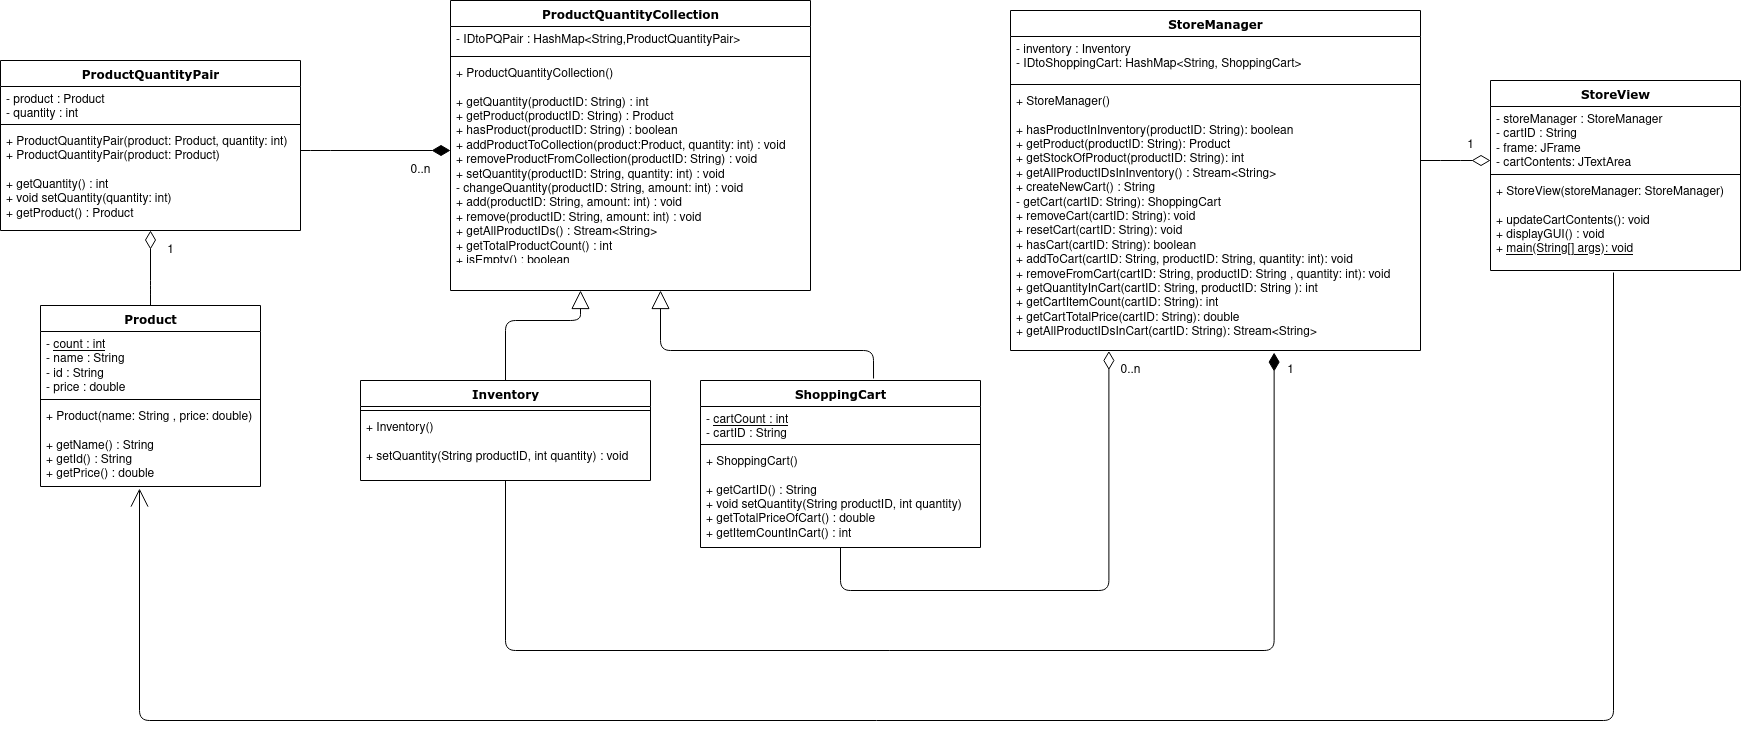 ProductQuantityPair
- product : Product
- quantity : int
+ ProductQuantityPair(product: Product, quantity: int)
+ ProductQuantityPair(product: Product)
+ getQuantity() : int
+ void setQuantity(quantity: int)
+ getProduct() : Product
1
0..n
Product
- count : int
- name : String
- id : String
- price : double
+ Product(name: String , price: double)
+ getName() : String
+ getId() : String
+ getPrice() : double
ProductQuantityCollection
- IDtoPQPair : HashMap<String,ProductQuantityPair>
+ ProductQuantityCollection()
+ getQuantity(productID: String) : int
+ getProduct(productID: String) : Product
+ hasProduct(productID: String) : boolean
+ addProductToCollection(product:Product, quantity: int) : void
+ removeProductFromCollection(productID: String) : void
+ setQuantity(productID: String, quantity: int) : void
- changeQuantity(productID: String, amount: int) : void
+ add(productID: String, amount: int) : void
+ remove(productID: String, amount: int) : void
+ getAllProductIDs() : Stream<String>
+ getTotalProductCount() : int
+ isEmpty() : boolean
Inventory
+ Inventory()
+ setQuantity(String productID, int quantity) : void
ShoppingCart
- cartCount : int
- cartID : String
+ ShoppingCart()
+ getCartID() : String
+ void setQuantity(String productID, int quantity)
+ getTotalPriceOfCart() : double
+ getItemCountInCart() : int
StoreManager
- inventory : Inventory
- IDtoShoppingCart: HashMap<String, ShoppingCart>
+ StoreManager()
+ hasProductInInventory(productID: String): boolean
+ getProduct(productID: String): Product
+ getStockOfProduct(productID: String): int
+ getAllProductIDsInInventory() : Stream<String>
+ createNewCart() : String
- getCart(cartID: String): ShoppingCart
+ removeCart(cartID: String): void
+ resetCart(cartID: String): void
+ hasCart(cartID: String): boolean
+ addToCart(cartID: String, productID: String, quantity: int): void
+ removeFromCart(cartID: String, productID: String , quantity: int): void
+ getQuantityInCart(cartID: String, productID: String ): int
+ getCartItemCount(cartID: String): int
+ getCartTotalPrice(cartID: String): double
+ getAllProductIDsInCart(cartID: String): Stream<String>
0..n
1
1
StoreView
- storeManager : StoreManager
- cartID : String
- frame: JFrame
- cartContents: JTextArea
+ StoreView(storeManager: StoreManager)
+ updateCartContents(): void
+ displayGUI() : void
+ main(String[] args): void